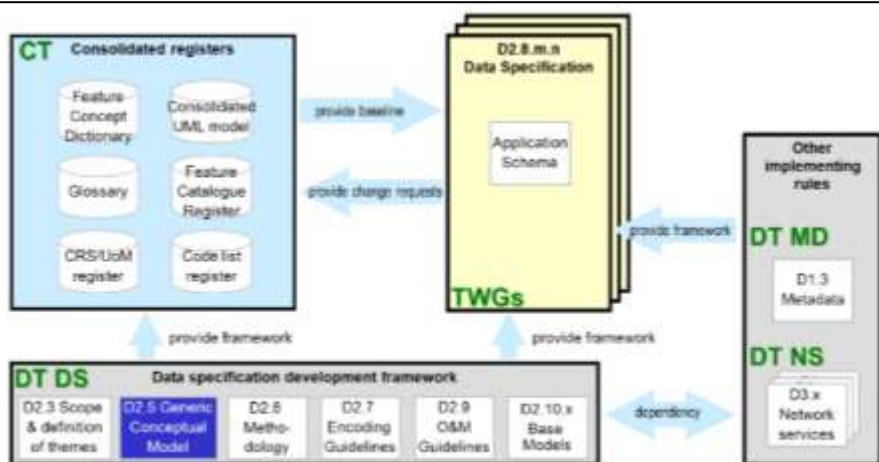 CT Consolidated registers
Feature
Concept
Dictionary
Consolidated
UML model
Glossary
Feature
Catalogue
Register
CRS/UoM
register
Code list
register
provide baseline
provide change requests
D2.8.m.n
Data Specification
Application
Schema
TWGs
provide framework
Other
implementing
rules
DT MD
D1.3
Metadata
DT NS
D3.x
Network
services
provide framework
provide framework
DT DS Data specification development framework
D2.3 Scope
& definition
of themes
D2.5 Generic
Conceptual
Model
D2.6
Metho-
dology
D2.7
Encoding
Guidelines
D2.9
O&M
Guidelines
D2.10.x
Base
Models
dependency